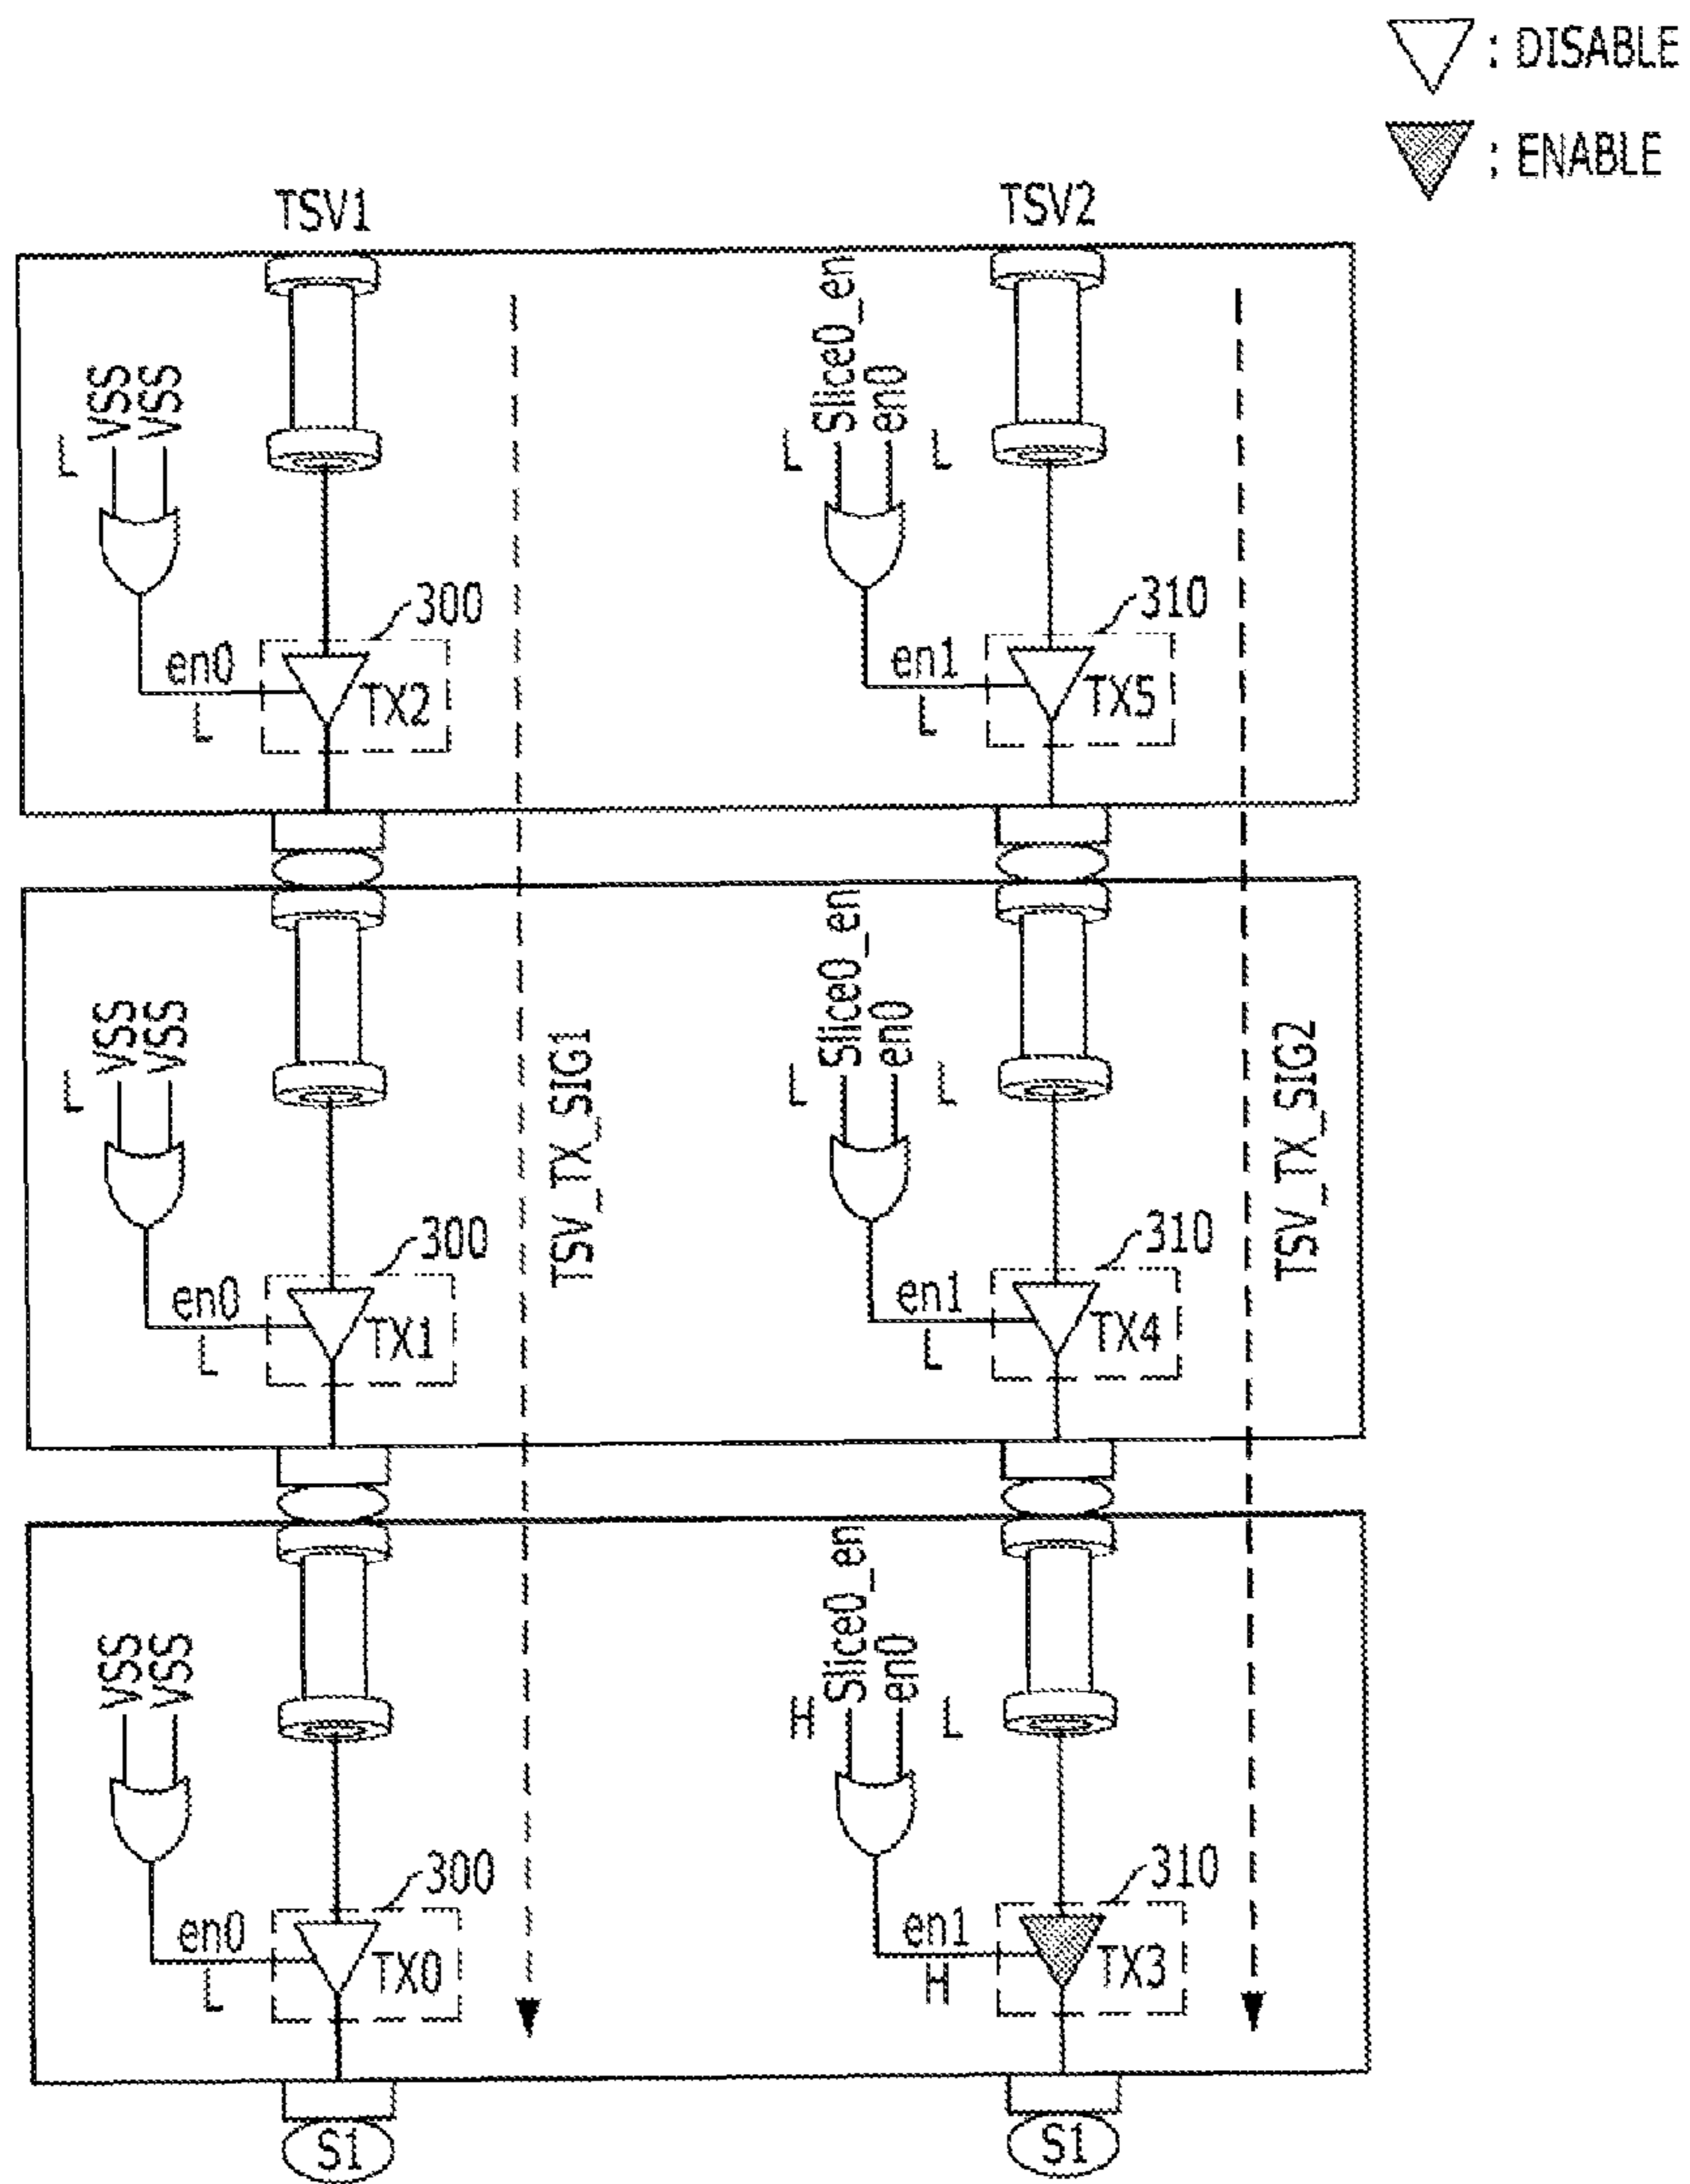 : DISABLE
: ENABLE
TSV1
TSV2
L
VSS
VSS
L
Slice0_en
en0
L
300
en0
L
TX2
310
en1
L
TX5
L
VSS
VSS
L
Slice0_en
en0
L
TSV_TX_SIG1
TSV_TX_SIG2
300
en0
L
TX1
310
en1
L
TX4
VSS
VSS
H
Slice0_en
en0
L
300
en0
L
TX0
310
en1
H
TX3
S1
S1